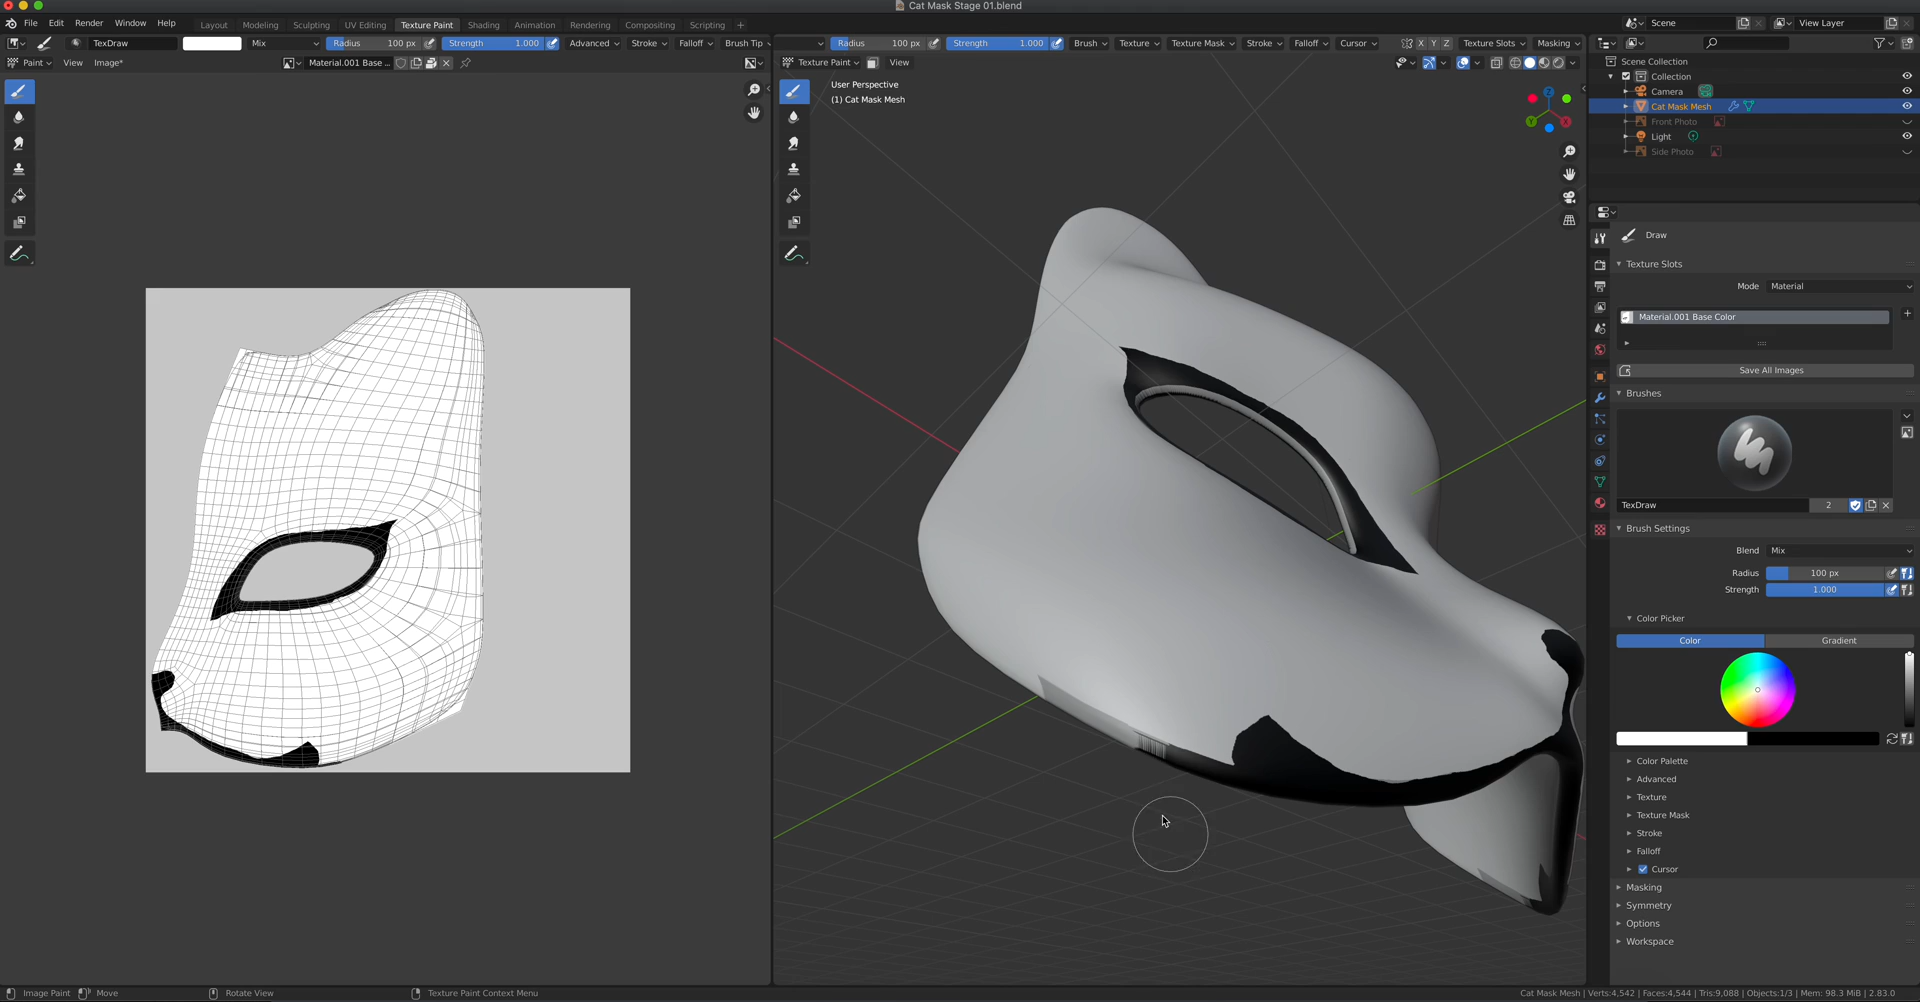 Cat Mask Stage 01.blend
File Edit Render Window Help Layout Modeling Sculpting UV Editing Texture Paint Shading Animation Rendering Compositing Scripting + Scene View Layer
TexDraw Mix Radius 100 px Strength 1.000 Advanced Stroke Falloff Brush Tip Radius 100 px Strength 1.000 Brush Texture Texture Mask Stroke Falloff Cursor X Y Z Texture Slots Masking
Paint View Image* Material.001 Base ... Texture Paint View
User Perspective
(1) Cat Mask Mesh
Z
Y
X
Scene Collection
Collection
Camera
Cat Mask Mesh
Front Photo
Light
Side Photo
Draw
Texture Slots
Mode Material
Material.001 Base Color
Save All Images
Brushes
TexDraw 2
Brush Settings
Blend Mix
Radius 100 px
Strength 1.000
Color Picker
Color Gradient
Color Palette
Advanced
Texture
Texture Mask
Stroke
Falloff
Cursor
Masking
Symmetry
Options
Workspace
Image Paint Move Rotate View Texture Paint Context Menu Cat Mask Mesh | Verts:4,542 | Faces:4,544 | Tris:9,088 | Objects:1/3 | Mem: 98.3 MiB | 2.83.0